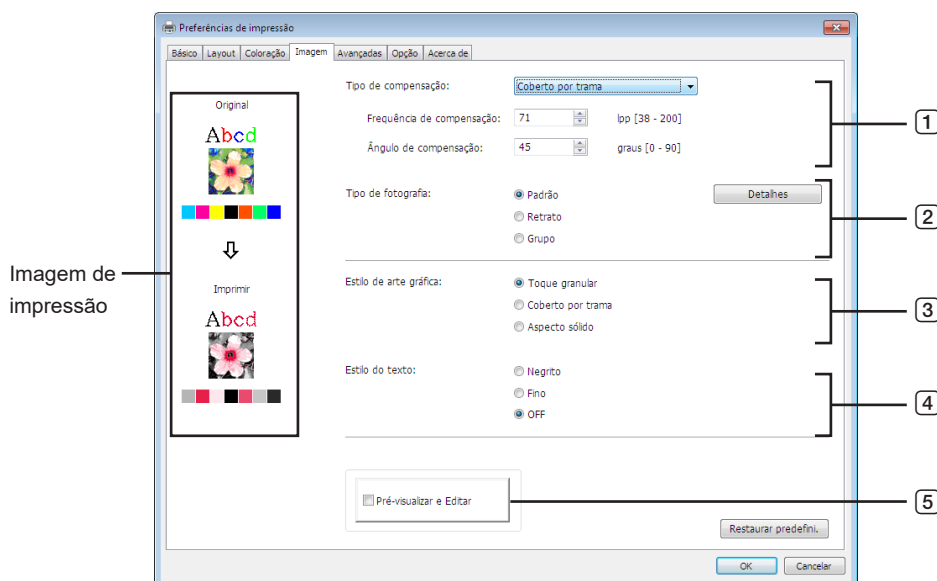 Preferências de impressão
Básico Layout Coloração Imagem Avançadas Opção Acerca de
Original
Abcd
Imprimir
Abcd
Imagem de
impressão
Tipo de compensação: Coberto por trama
Frequência de compensação: 71 lpp [38 - 200]
Ângulo de compensação: 45 graus [0 - 90]
1
Tipo de fotografia: Padrão Detalhes
Retrato
Grupo
2
Estilo de arte gráfica: Toque granular
Coberto por trama
Aspecto sólido
3
Estilo do texto: Negrito
Fino
OFF
4
Pré-visualizar e Editar
5
Restaurar predefini.
OK Cancelar